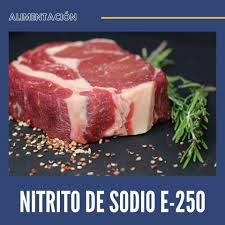 ALIMENTACIÓN
NITRITO DE SODIO E-250